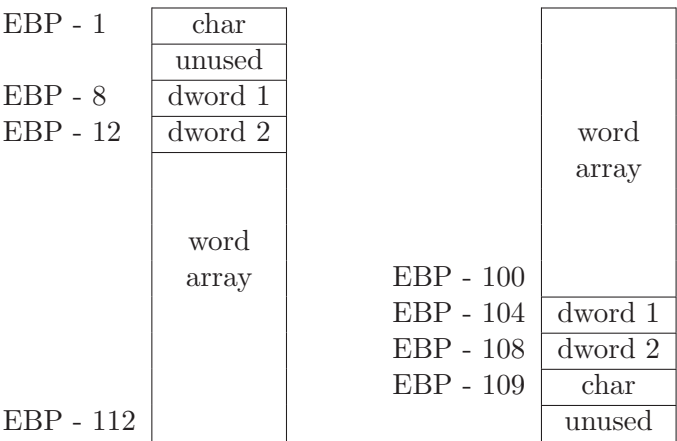 EBP - 1 char
unused
EBP - 8 dword 1
EBP - 12 dword 2
word
array
EBP - 112
word
array
EBP - 100
EBP - 104 dword 1
EBP - 108 dword 2
EBP - 109 char
unused